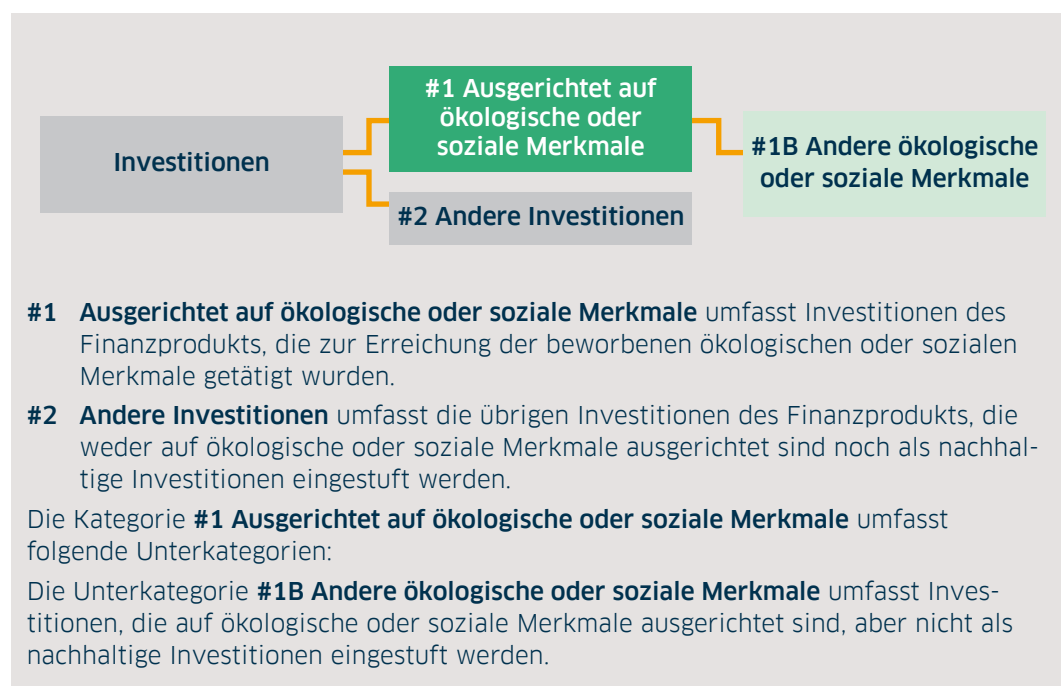 #1 Ausgerichtet auf
ökologische oder
soziale Merkmale
Investitionen
#1B Andere ökologische
oder soziale Merkmale
#2 Andere Investitionen
#1 Ausgerichtet auf ökologische oder soziale Merkmale umfasst Investitionen des
Finanzprodukts, die zur Erreichung der beworbenen ökologischen oder sozialen
Merkmale getätigt wurden.
#2 Andere Investitionen umfasst die übrigen Investitionen des Finanzprodukts, die
weder auf ökologische oder soziale Merkmale ausgerichtet sind noch als nachhal-
tige Investitionen eingestuft werden.
Die Kategorie #1 Ausgerichtet auf ökologische oder soziale Merkmale umfasst
folgende Unterkategorien:
Die Unterkategorie #1B Andere ökologische oder soziale Merkmale umfasst Inves-
titionen, die auf ökologische oder soziale Merkmale ausgerichtet sind, aber nicht als
nachhaltige Investitionen eingestuft werden.